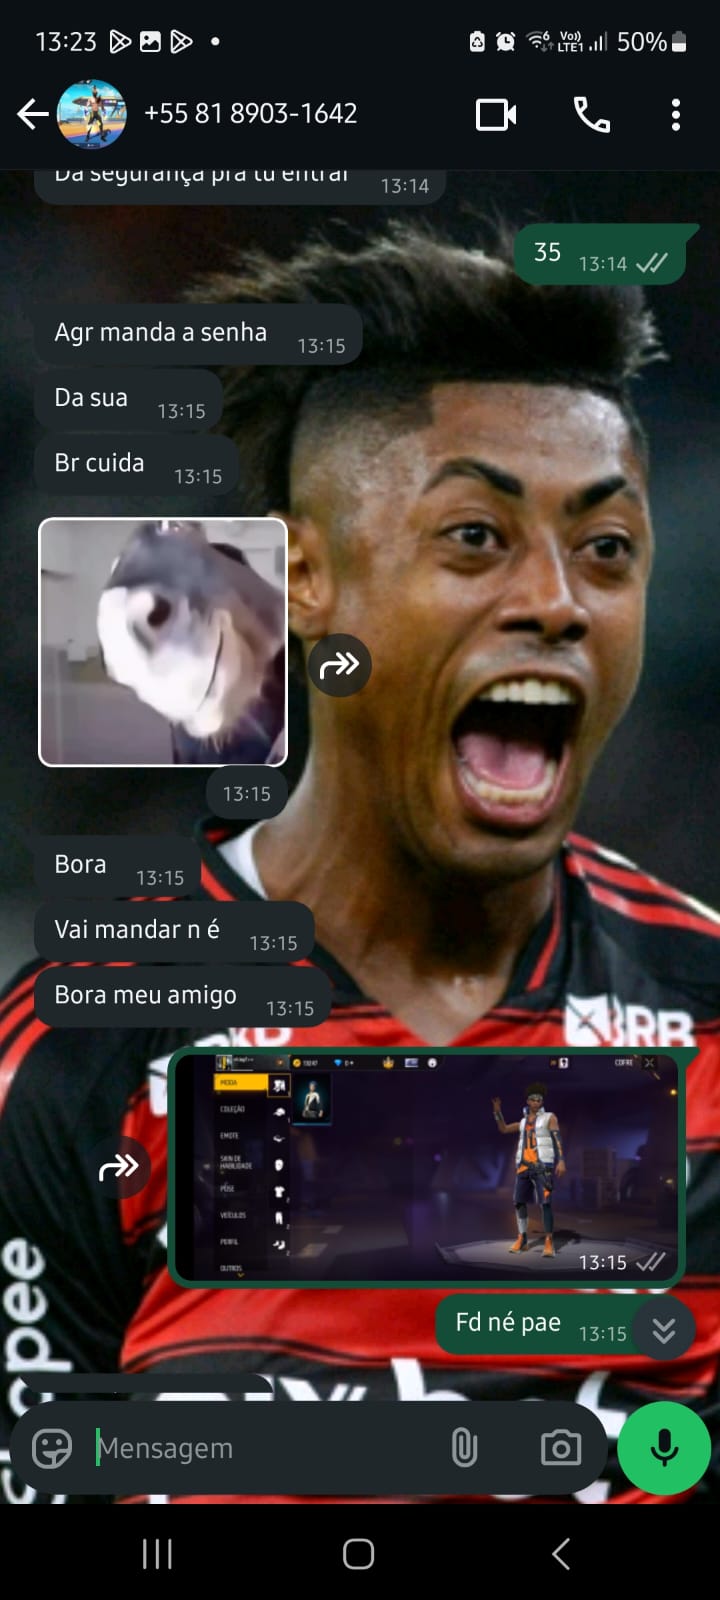 13:23
Vo))
LTE1
50%
+55 81 8903-1642
Da segurança pra tu entrar 13:14
35 13:14
Agr manda a senha 13:15
Da sua 13:15
Br cuida 13:15
13:15
Bora 13:15
Vai mandar n é 13:15
Bora meu amigo 13:15
BRB
MODA
COLEÇÃO
EMOTE
SKIN DE
HABILIDADE
POSE
VEÍCULOS
PERFIL
OUTROS
COFRE
13:15
Fd né pae 13:15
Mensagem